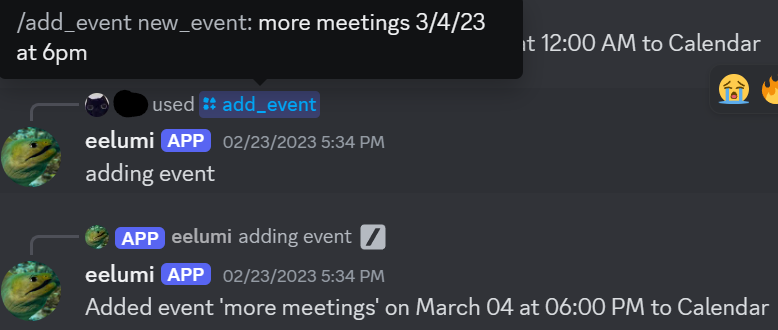 /add_event new_event: more meetings 3/4/23
at 6pm
at 12:00 AM to Calendar
used add_event
eelumi APP 02/23/2023 5:34 PM
adding event
APP eelumi adding event /
eelumi APP 02/23/2023 5:34 PM
Added event 'more meetings' on March 04 at 06:00 PM to Calendar